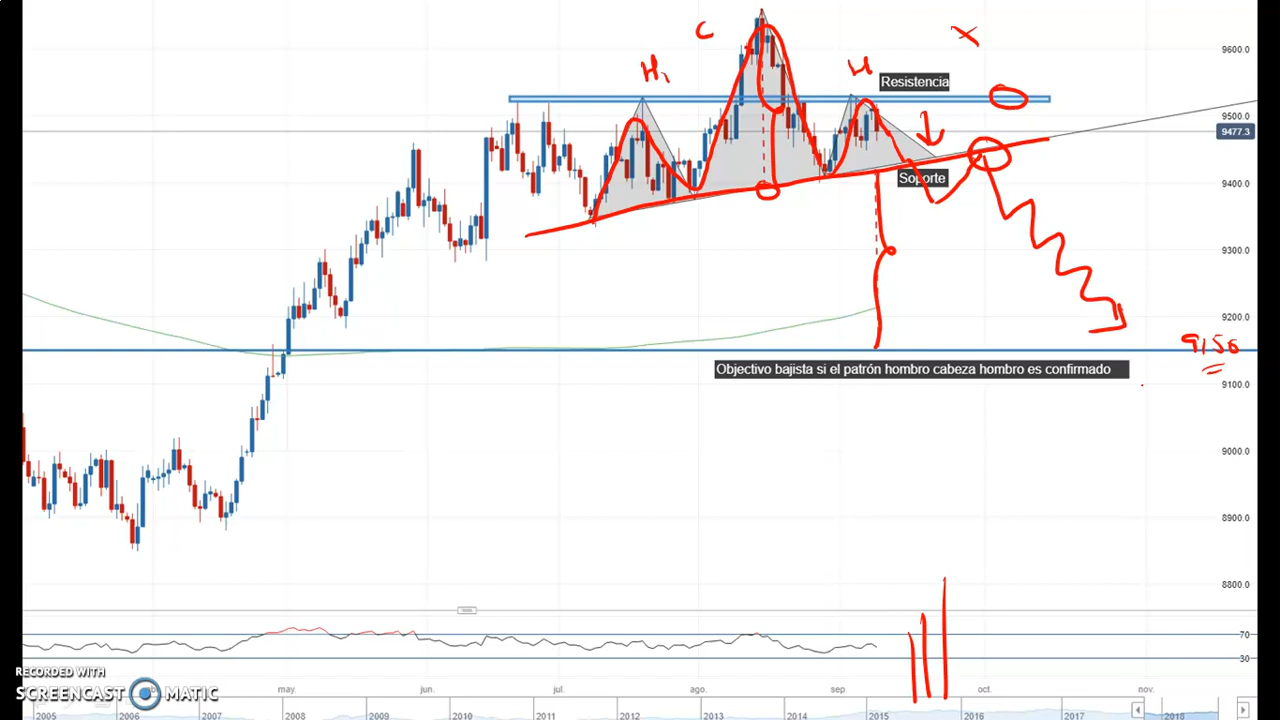 C
X
H1
H
Resistencia
9600.0
9500.0
9477.3
9400.0
Soporte
9300.0
9200.0
9150
Objectivo bajista si el patrón hombro cabeza hombro es confirmado
9100.0
9000.0
8900.0
8800.0
70
30
RECORDED WITH
SCREENCAST MATIC
may. jun. jul. ago. sep. oct. nov.
2005 2006 2007 2008 2009 2010 2011 2012 2013 2014 2015 2016 2017 2018